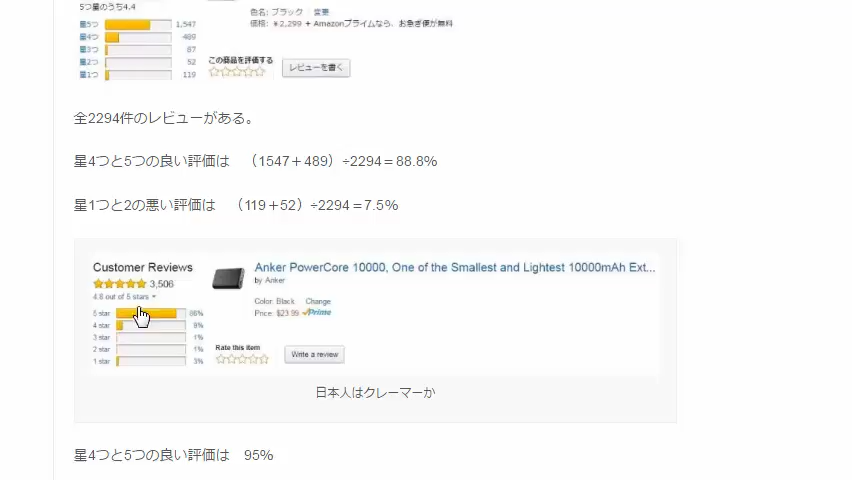 5つ星のうち4.4
色名: ブラック 変更
価格: ¥2,299 + Amazonプライムなら、お急ぎ便が無料
星5つ 1,547
星4つ 489
星3つ 87
星2つ 52
星1つ 119
この商品を評価する
レビューを書く
全2294件のレビューがある。
星4つと5つの良い評価は （1547＋489）÷2294＝88.8%
星1つと2の悪い評価は （119＋52）÷2294＝7.5%
Customer Reviews
3,506
4.6 out of 5 stars
5 star 86%
4 star 9%
3 star 1%
2 star 1%
1 star 3%
Anker PowerCore 10000, One of the Smallest and Lightest 10000mAh Ext...
by Anker
Color: Black Change
Price: $23.99 Prime
Rate this item
Write a review
日本人はクレーマーか
星4つと5つの良い評価は 95%